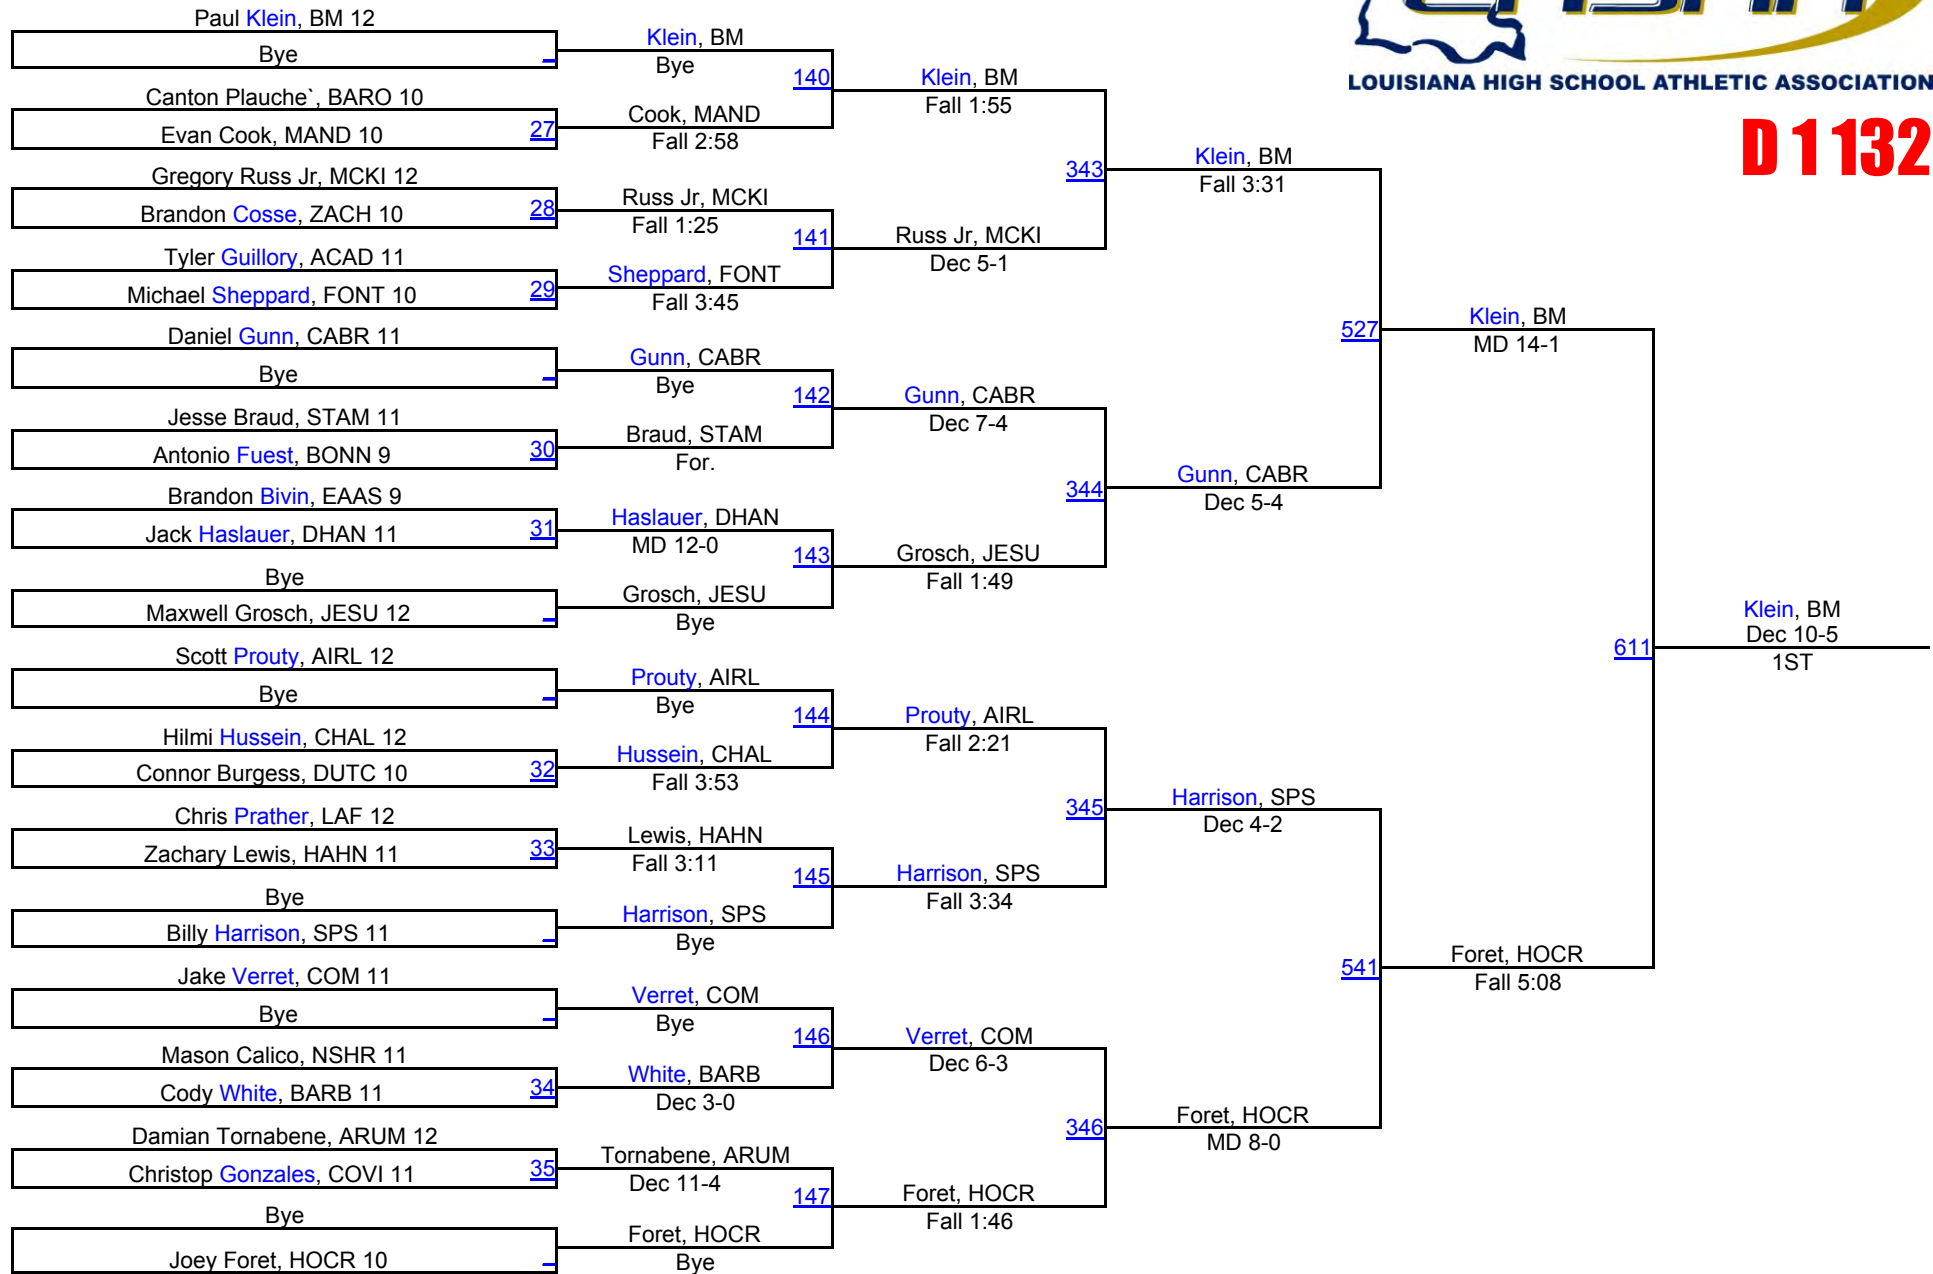 LOUISIANA HIGH SCHOOL ATHLETIC ASSOCIATION
D 1 132
Paul Klein, BM 12
Bye
Canton Plauche`, BARO 10
Evan Cook, MAND 10
27
Gregory Russ Jr, MCKI 12
Brandon Cosse, ZACH 10
28
Tyler Guillory, ACAD 11
Michael Sheppard, FONT 10
29
Daniel Gunn, CABR 11
Bye
Jesse Braud, STAM 11
Antonio Fuest, BONN 9
30
Brandon Bivin, EAAS 9
Jack Haslauer, DHAN 11
31
Bye
Maxwell Grosch, JESU 12
Scott Prouty, AIRL 12
Bye
Hilmi Hussein, CHAL 12
Connor Burgess, DUTC 10
32
Chris Prather, LAF 12
Zachary Lewis, HAHN 11
33
Bye
Billy Harrison, SPS 11
Jake Verret, COM 11
Bye
Mason Calico, NSHR 11
Cody White, BARB 11
34
Damian Tornabene, ARUM 12
Christop Gonzales, COVI 11
35
Bye
Joey Foret, HOCR 10
Klein, BM
Bye
140
Cook, MAND
Fall 2:58
Russ Jr, MCKI
Fall 1:25
141
Sheppard, FONT
Fall 3:45
Gunn, CABR
Bye
142
Braud, STAM
For.
Haslauer, DHAN
MD 12-0
143
Grosch, JESU
Bye
Prouty, AIRL
Bye
144
Hussein, CHAL
Fall 3:53
Lewis, HAHN
Fall 3:11
145
Harrison, SPS
Bye
Verret, COM
Bye
146
White, BARB
Dec 3-0
Tornabene, ARUM
Dec 11-4
147
Foret, HOCR
Bye
Klein, BM
Fall 1:55
343
Russ Jr, MCKI
Dec 5-1
Gunn, CABR
Dec 7-4
344
Grosch, JESU
Fall 1:49
Prouty, AIRL
Fall 2:21
345
Harrison, SPS
Fall 3:34
Verret, COM
Dec 6-3
346
Foret, HOCR
Fall 1:46
Klein, BM
Fall 3:31
527
Gunn, CABR
Dec 5-4
Harrison, SPS
Dec 4-2
541
Foret, HOCR
MD 8-0
Klein, BM
MD 14-1
611
Foret, HOCR
Fall 5:08
Klein, BM
Dec 10-5
1ST